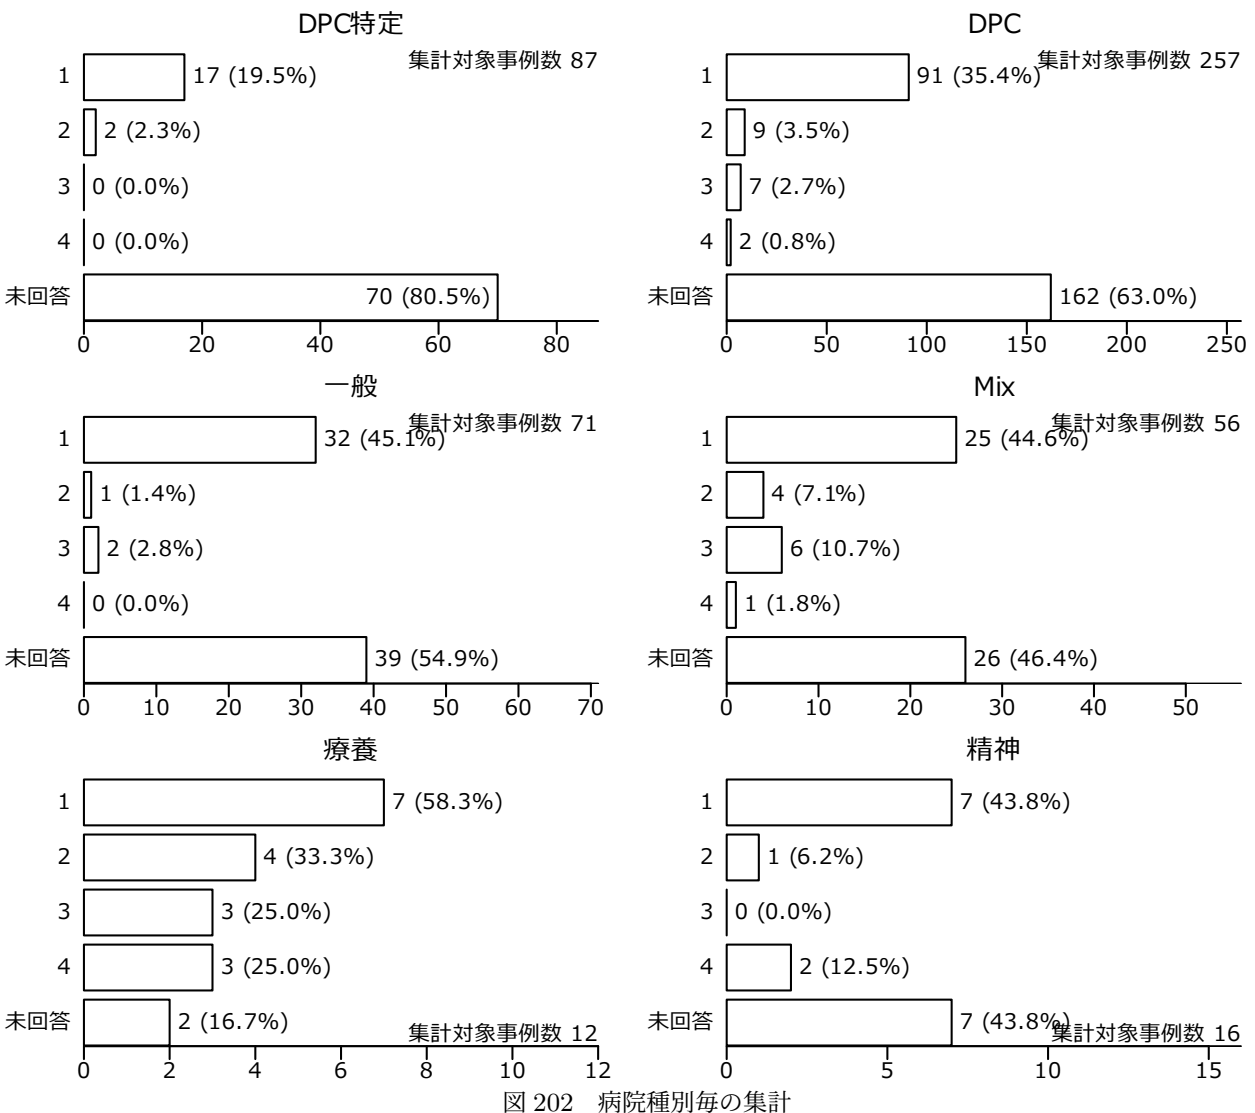 DPC特定
集計対象事例数 87
1 17 (19.5%)
2 2 (2.3%)
3 0 (0.0%)
4 0 (0.0%)
未回答 70 (80.5%)
0 20 40 60 80
DPC
集計対象事例数 257
1 91 (35.4%)
2 9 (3.5%)
3 7 (2.7%)
4 2 (0.8%)
未回答 162 (63.0%)
0 50 100 150 200 250
一般
集計対象事例数 71
1 32 (45.1%)
2 1 (1.4%)
3 2 (2.8%)
4 0 (0.0%)
未回答 39 (54.9%)
0 10 20 30 40 50 60 70
Mix
集計対象事例数 56
1 25 (44.6%)
2 4 (7.1%)
3 6 (10.7%)
4 1 (1.8%)
未回答 26 (46.4%)
0 10 20 30 40 50
療養
1 7 (58.3%)
2 4 (33.3%)
3 3 (25.0%)
4 3 (25.0%)
未回答 2 (16.7%)
集計対象事例数 12
0 2 4 6 8 10 12
精神
1 7 (43.8%)
2 1 (6.2%)
3 0 (0.0%)
4 2 (12.5%)
未回答 7 (43.8%)
集計対象事例数 16
0 5 10 15
図 202 病院種別毎の集計